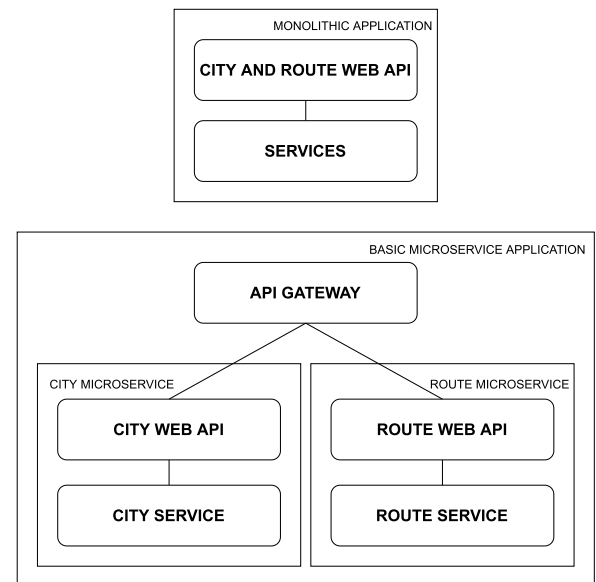 MONOLITHIC APPLICATION
CITY AND ROUTE WEB API
SERVICES
BASIC MICROSERVICE APPLICATION
API GATEWAY
CITY MICROSERVICE
ROUTE MICROSERVICE
CITY WEB API
ROUTE WEB API
CITY SERVICE
ROUTE SERVICE